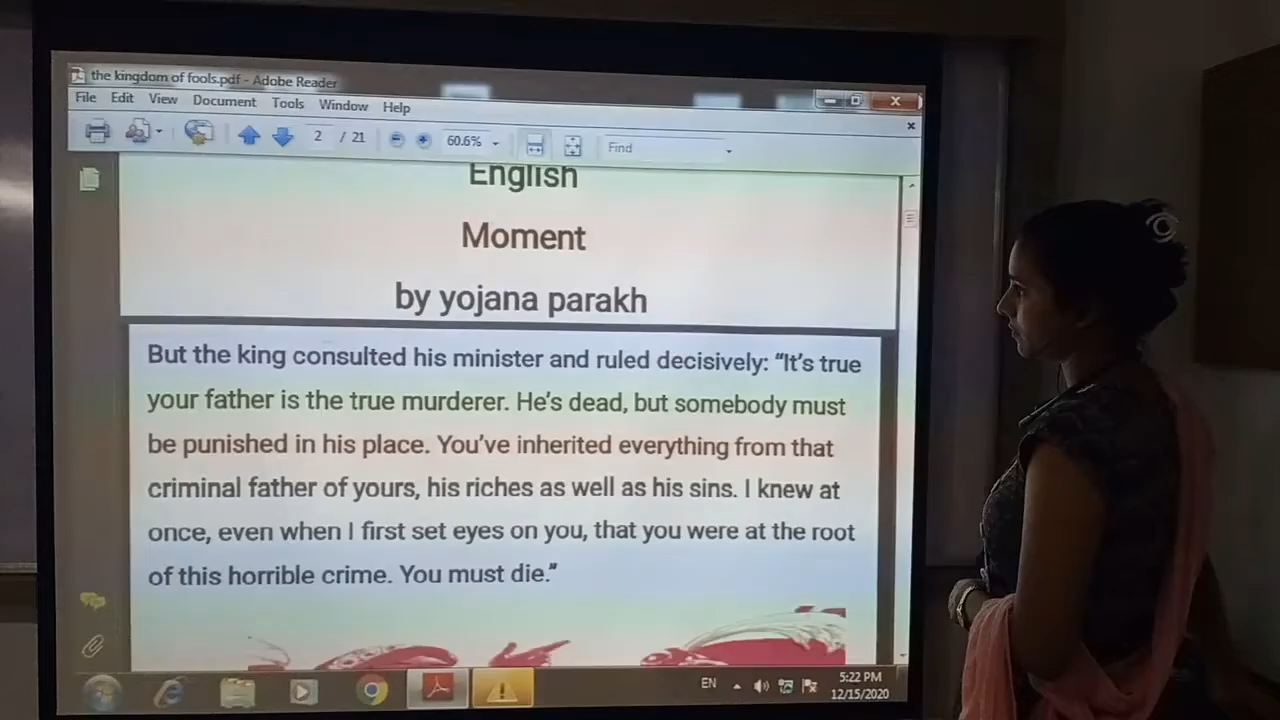 the kingdom of fools.pdf - Adobe Reader
File Edit View Document Tools Window Help
2 / 21 60.6% Find
English
Moment
by yojana parakh
But the king consulted his minister and ruled decisively: “It’s true
your father is the true murderer. He’s dead, but somebody must
be punished in his place. You’ve inherited everything from that
criminal father of yours, his riches as well as his sins. I knew at
once, even when I first set eyes on you, that you were at the root
of this horrible crime. You must die.”
EN
5:22 PM
12/15/2020